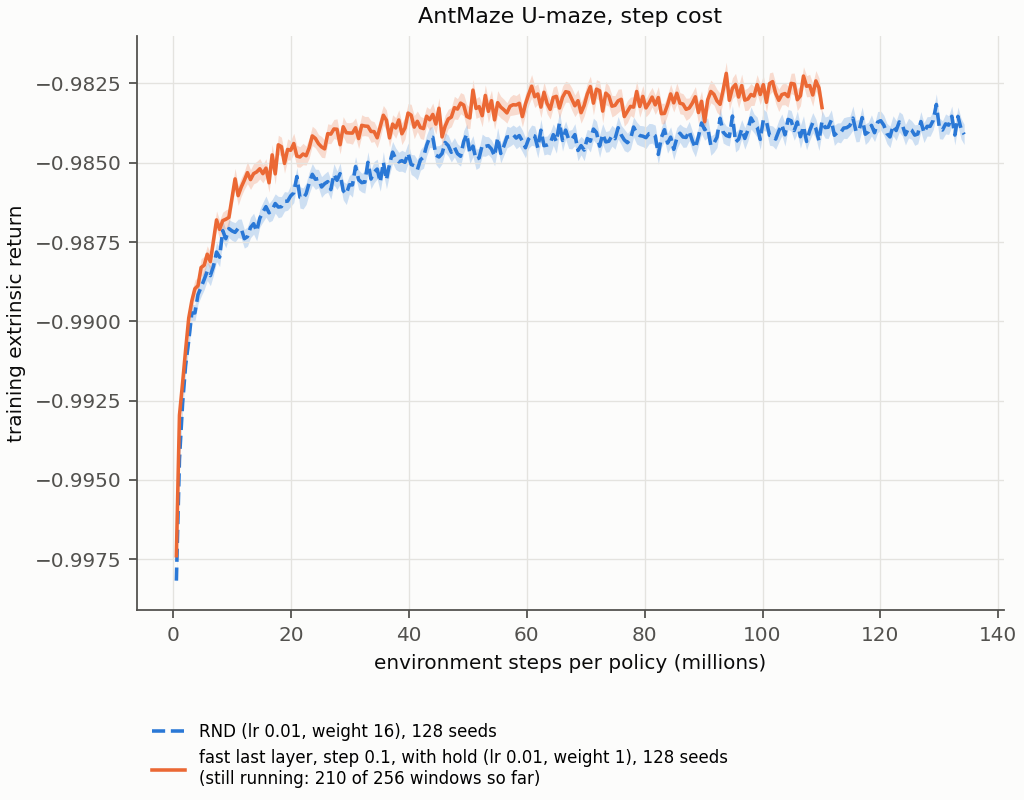 AntMaze U-maze, step cost
training extrinsic return
−0.9825
−0.9850
−0.9875
−0.9900
−0.9925
−0.9950
−0.9975
0 20 40 60 80 100 120 140
environment steps per policy (millions)
RND (lr 0.01, weight 16), 128 seeds
fast last layer, step 0.1, with hold (lr 0.01, weight 1), 128 seeds
(still running: 210 of 256 windows so far)